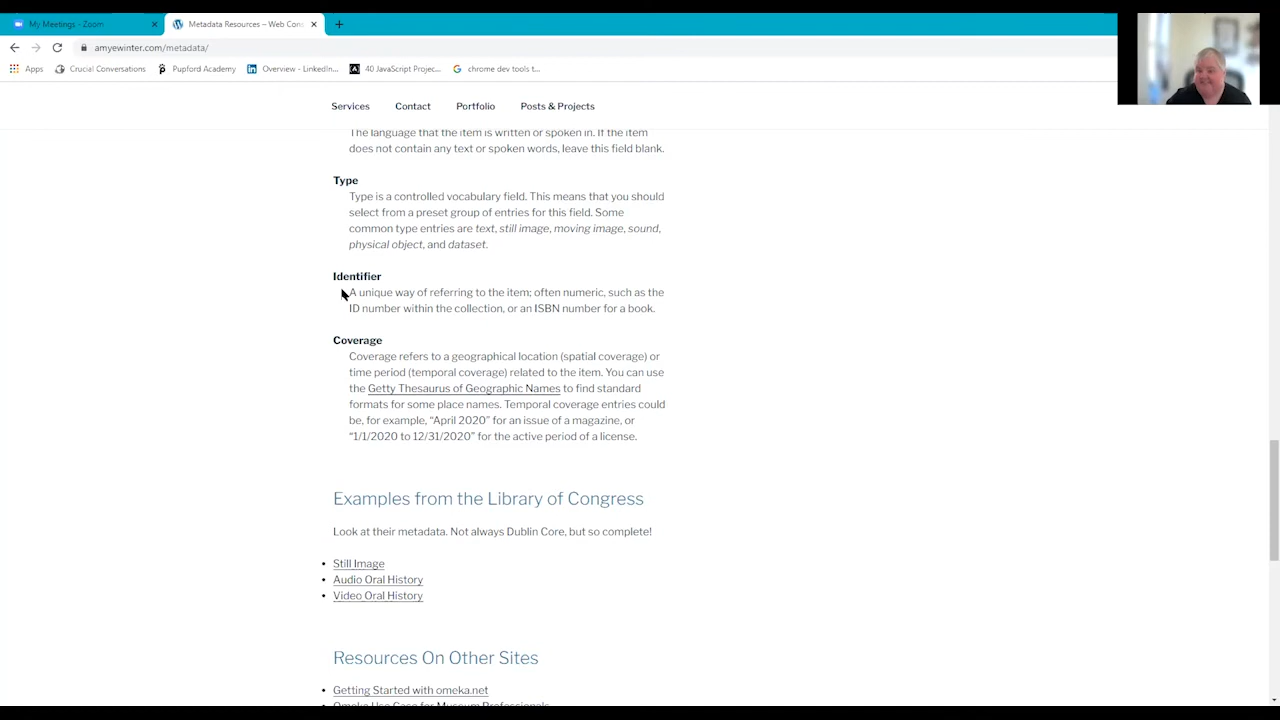 My Meetings - Zoom
Metadata Resources – Web Con
amyewinter.com/metadata/
Apps
Crucial Conversations
Pupford Academy
Overview - LinkedIn...
40 JavaScript Projec...
chrome dev tools t...
Services
Contact
Portfolio
Posts & Projects
The language that the item is written or spoken in. If the item
does not contain any text or spoken words, leave this field blank.
Type
Type is a controlled vocabulary field. This means that you should
select from a preset group of entries for this field. Some
common type entries are text, still image, moving image, sound,
physical object, and dataset.
Identifier
A unique way of referring to the item; often numeric, such as the
ID number within the collection, or an ISBN number for a book.
Coverage
Coverage refers to a geographical location (spatial coverage) or
time period (temporal coverage) related to the item. You can use
the Getty Thesaurus of Geographic Names to find standard
formats for some place names. Temporal coverage entries could
be, for example, “April 2020” for an issue of a magazine, or
“1/1/2020 to 12/31/2020” for the active period of a license.
Examples from the Library of Congress
Look at their metadata. Not always Dublin Core, but so complete!
Still Image
Audio Oral History
Video Oral History
Resources On Other Sites
Getting Started with omeka.net
Omeka Use Case for Museum Professionals